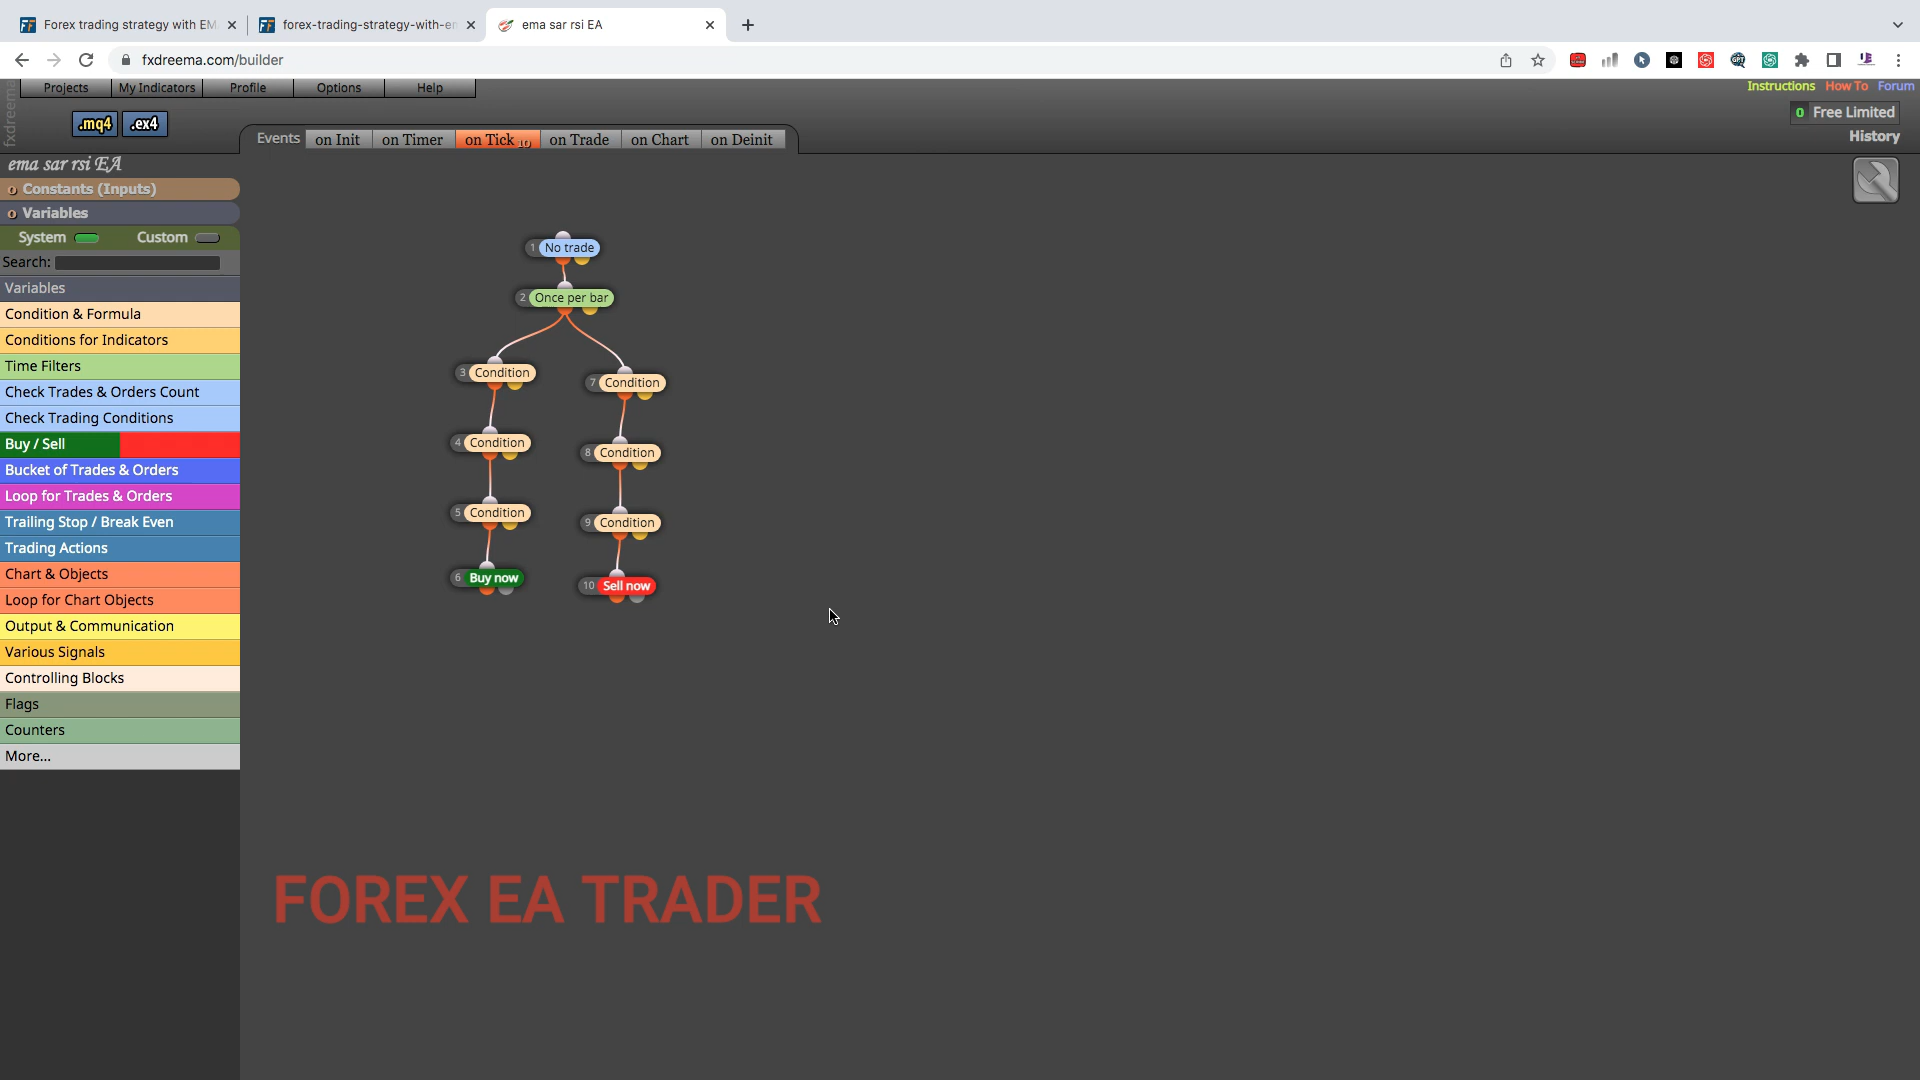 Forex trading strategy with EM
forex-trading-strategy-with-en
ema sar rsi EA
fxdreema.com/builder
Projects
My Indicators
Profile
Options
Help
Instructions
How To
Forum
fxdreema
.mq4
.ex4
0 Free Limited
History
Events
on Init
on Timer
on Tick 10
on Trade
on Chart
on Deinit
ema sar rsi EA
o Constants (Inputs)
o Variables
System
Custom
Search:
Variables
Condition & Formula
Conditions for Indicators
Time Filters
Check Trades & Orders Count
Check Trading Conditions
Buy / Sell
Bucket of Trades & Orders
Loop for Trades & Orders
Trailing Stop / Break Even
Trading Actions
Chart & Objects
Loop for Chart Objects
Output & Communication
Various Signals
Controlling Blocks
Flags
Counters
More...
1 No trade
2 Once per bar
3 Condition
7 Condition
4 Condition
8 Condition
5 Condition
9 Condition
6 Buy now
10 Sell now
FOREX EA TRADER